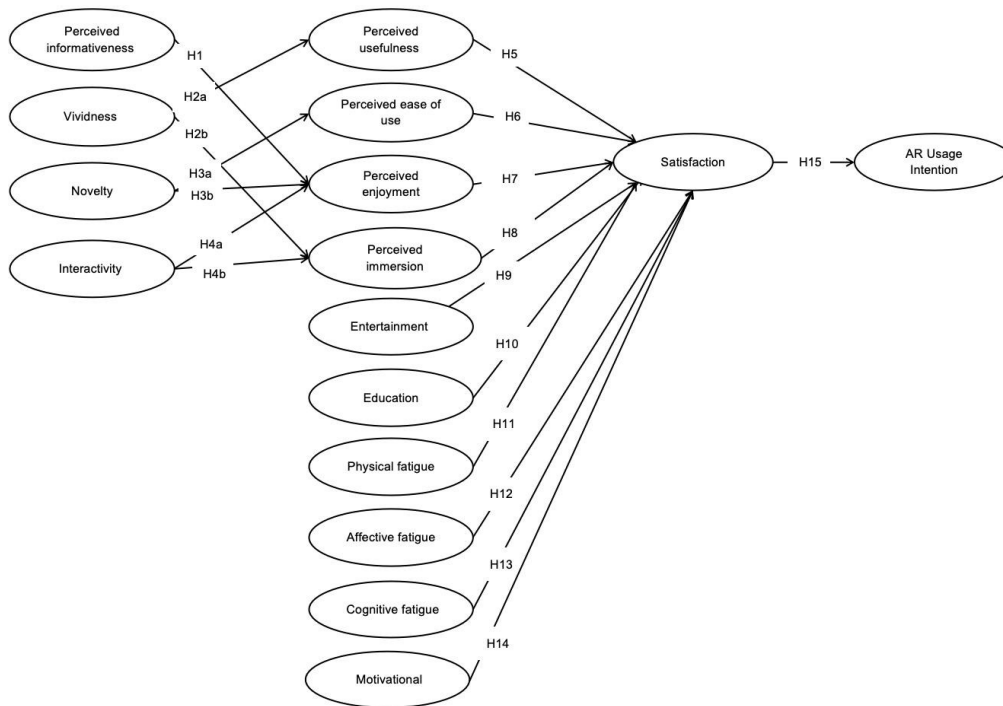 Perceived
informativeness
Vividness
Novelty
Interactivity
H1
H2a
H2b
H3a
H3b
H4a
H4b
Perceived
usefulness
Perceived ease of
use
Perceived
enjoyment
Perceived
immersion
Entertainment
Education
Physical fatigue
Affective fatigue
Cognitive fatigue
Motivational
H5
H6
H7
H8
H9
H10
H11
H12
H13
H14
Satisfaction
H15
AR Usage
Intention